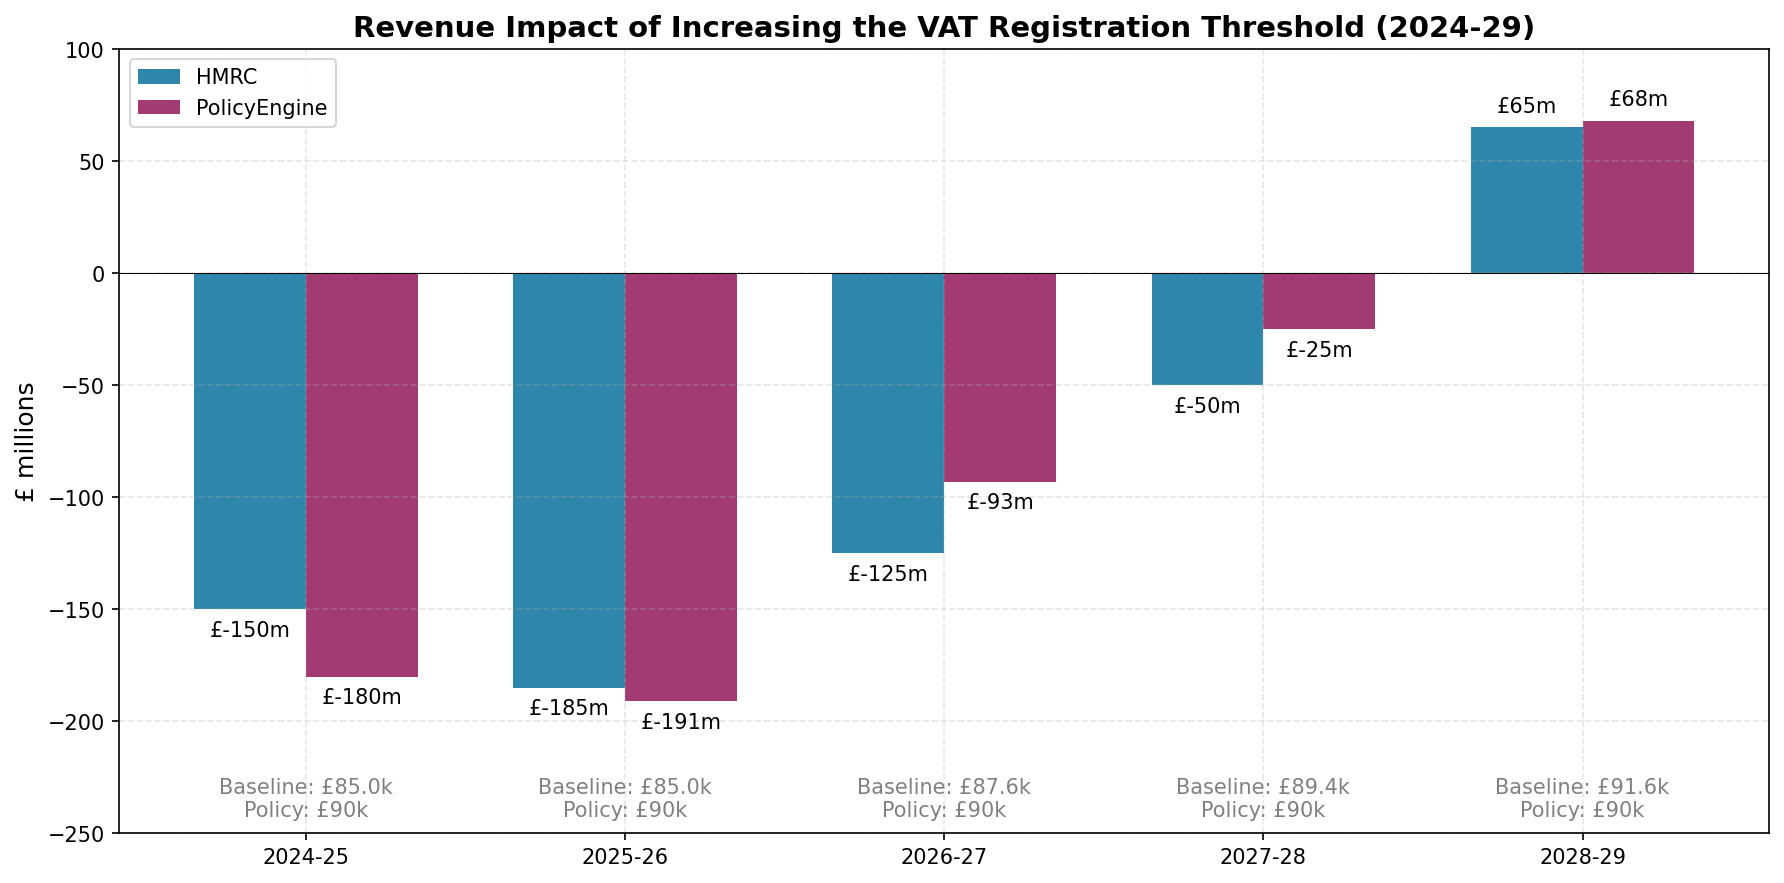 Revenue Impact of Increasing the VAT Registration Threshold (2024-29)
HMRC
PolicyEngine
£ millions
100
50
0
−50
−100
−150
−200
−250
£-150m
£-180m
£-185m
£-191m
£-125m
£-93m
£-50m
£-25m
£65m
£68m
Baseline: £85.0k
Policy: £90k
Baseline: £85.0k
Policy: £90k
Baseline: £87.6k
Policy: £90k
Baseline: £89.4k
Policy: £90k
Baseline: £91.6k
Policy: £90k
2024-25
2025-26
2026-27
2027-28
2028-29